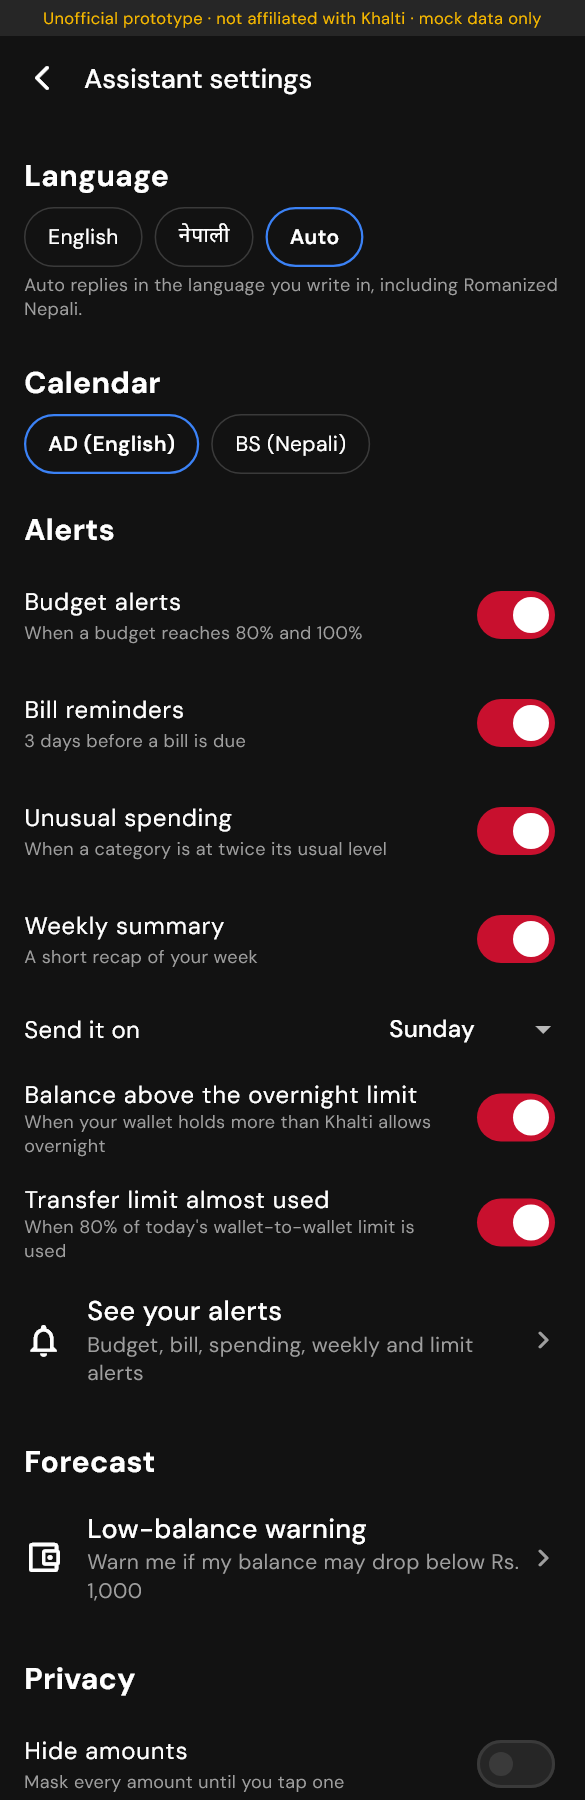 Unofficial prototype · not affiliated with Khalti · mock data only
Assistant settings
Language
English
नेपाली
Auto
Auto replies in the language you write in, including Romanized
Nepali.
Calendar
AD (English)
BS (Nepali)
Alerts
Budget alerts
When a budget reaches 80% and 100%
Bill reminders
3 days before a bill is due
Unusual spending
When a category is at twice its usual level
Weekly summary
A short recap of your week
Send it on
Sunday
Balance above the overnight limit
When your wallet holds more than Khalti allows
overnight
Transfer limit almost used
When 80% of today's wallet-to-wallet limit is
used
See your alerts
Budget, bill, spending, weekly and limit
alerts
Forecast
Low-balance warning
Warn me if my balance may drop below Rs.
1,000
Privacy
Hide amounts
Mask every amount until you tap one